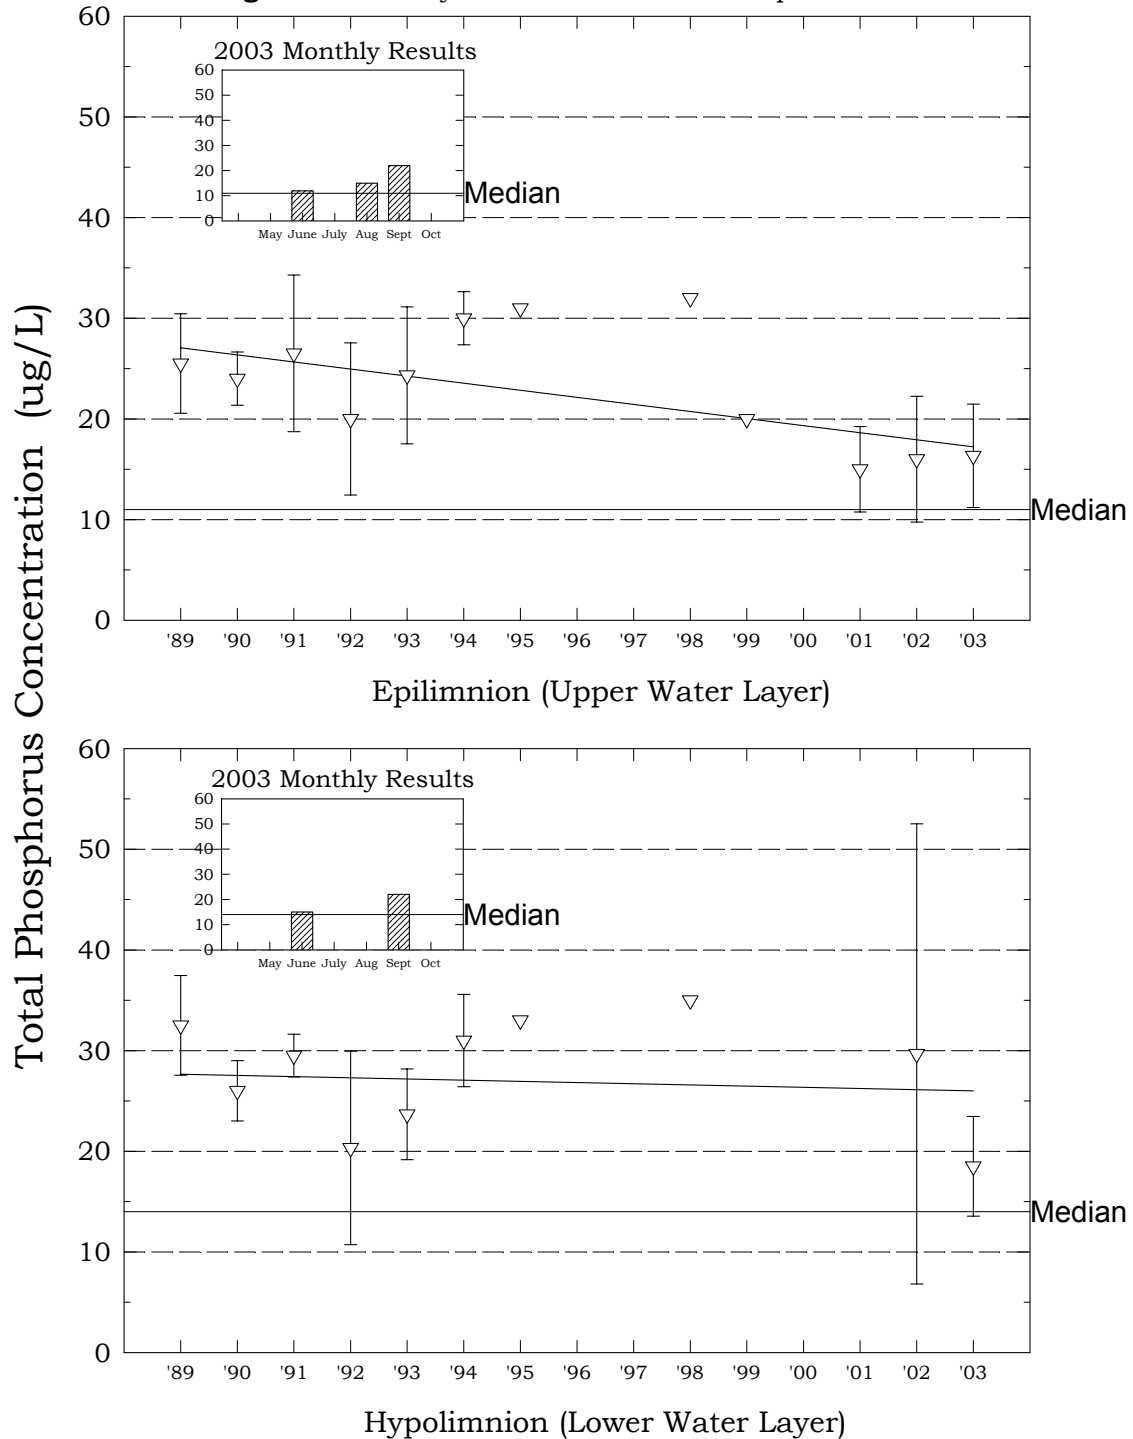 2003 Monthly Results
60
50
40
30
20
10
0
May June July Aug Sept Oct
Median
60
50
40
30
20
10
0
Median
'89 '90 '91 '92 '93 '94 '95 '96 '97 '98 '99 '00 '01 '02 '03
Epilimnion (Upper Water Layer)
Total Phosphorus Concentration (ug/L)
2003 Monthly Results
60
50
40
30
20
10
0
May June July Aug Sept Oct
Median
60
50
40
30
20
10
0
Median
'89 '90 '91 '92 '93 '94 '95 '96 '97 '98 '99 '00 '01 '02 '03
Hypolimnion (Lower Water Layer)